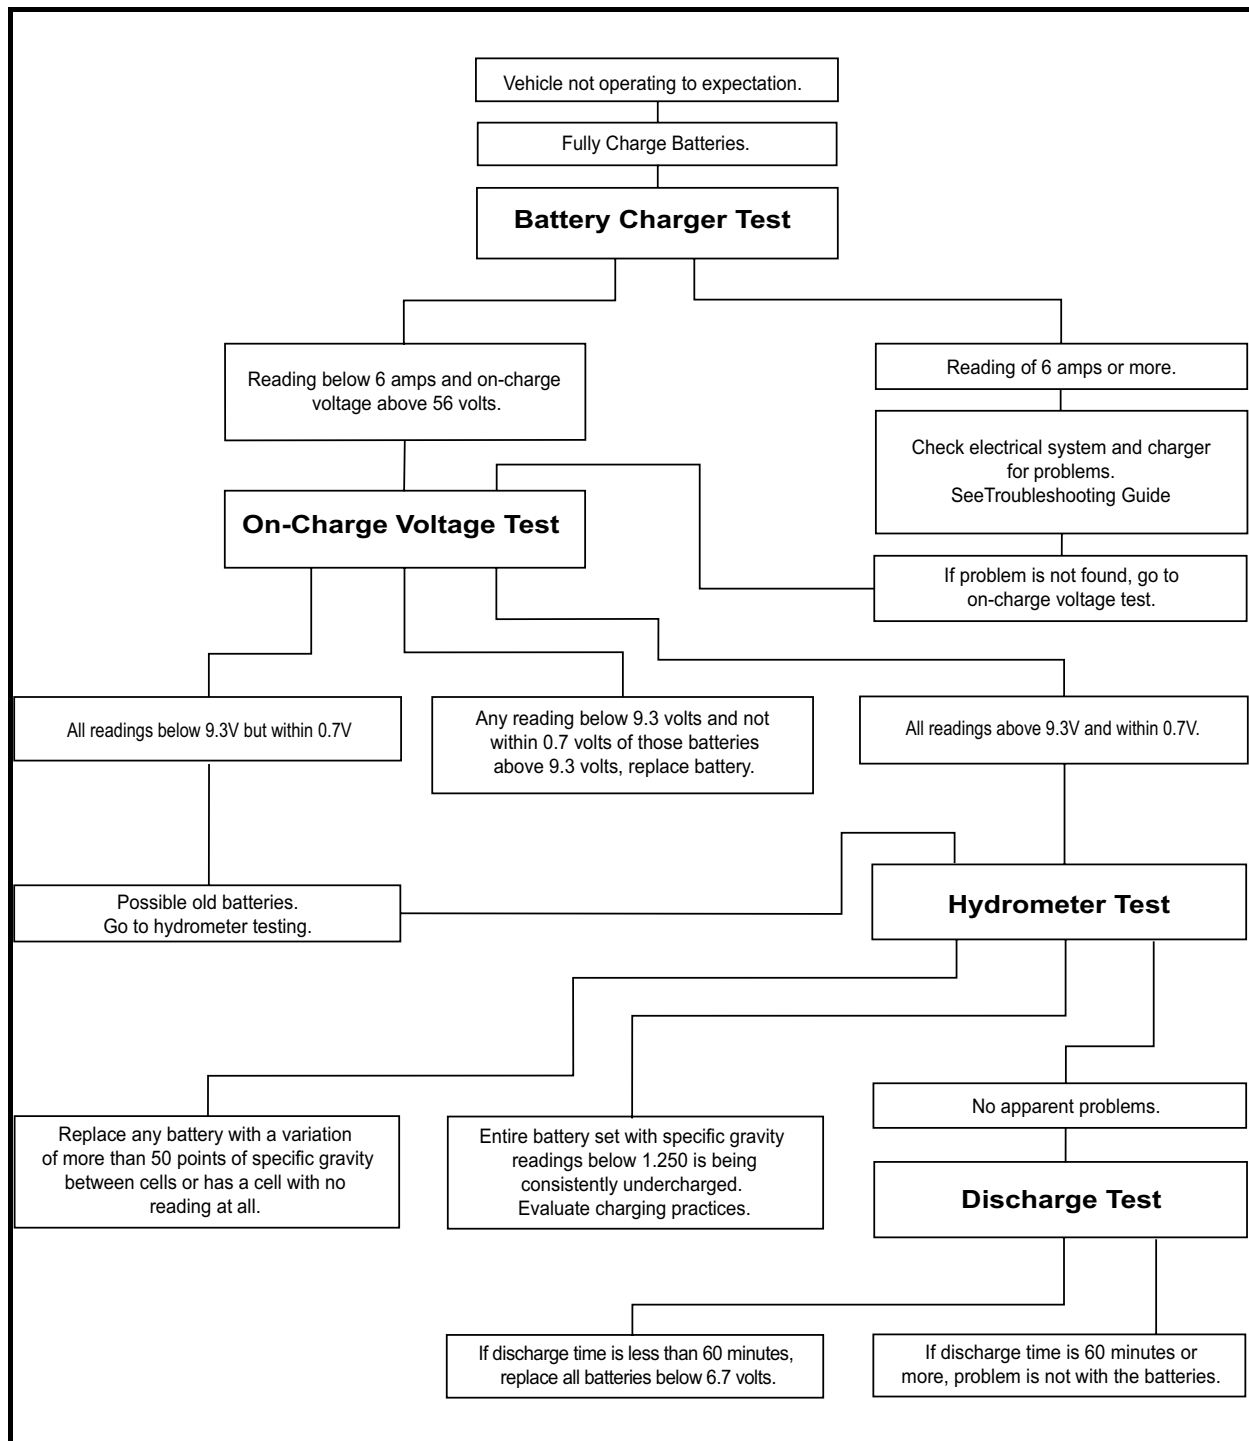 Vehicle not operating to expectation.
Fully Charge Batteries.
Battery Charger Test
Reading below 6 amps and on-charge
voltage above 56 volts.
Reading of 6 amps or more.
Check electrical system and charger
for problems.
SeeTroubleshooting Guide
On-Charge Voltage Test
If problem is not found, go to
on-charge voltage test.
All readings below 9.3V but within 0.7V
Any reading below 9.3 volts and not
within 0.7 volts of those batteries
above 9.3 volts, replace battery.
All readings above 9.3V and within 0.7V.
Possible old batteries.
Go to hydrometer testing.
Hydrometer Test
Replace any battery with a variation
of more than 50 points of specific gravity
between cells or has a cell with no
reading at all.
Entire battery set with specific gravity
readings below 1.250 is being
consistently undercharged.
Evaluate charging practices.
No apparent problems.
Discharge Test
If discharge time is less than 60 minutes,
replace all batteries below 6.7 volts.
If discharge time is 60 minutes or
more, problem is not with the batteries.